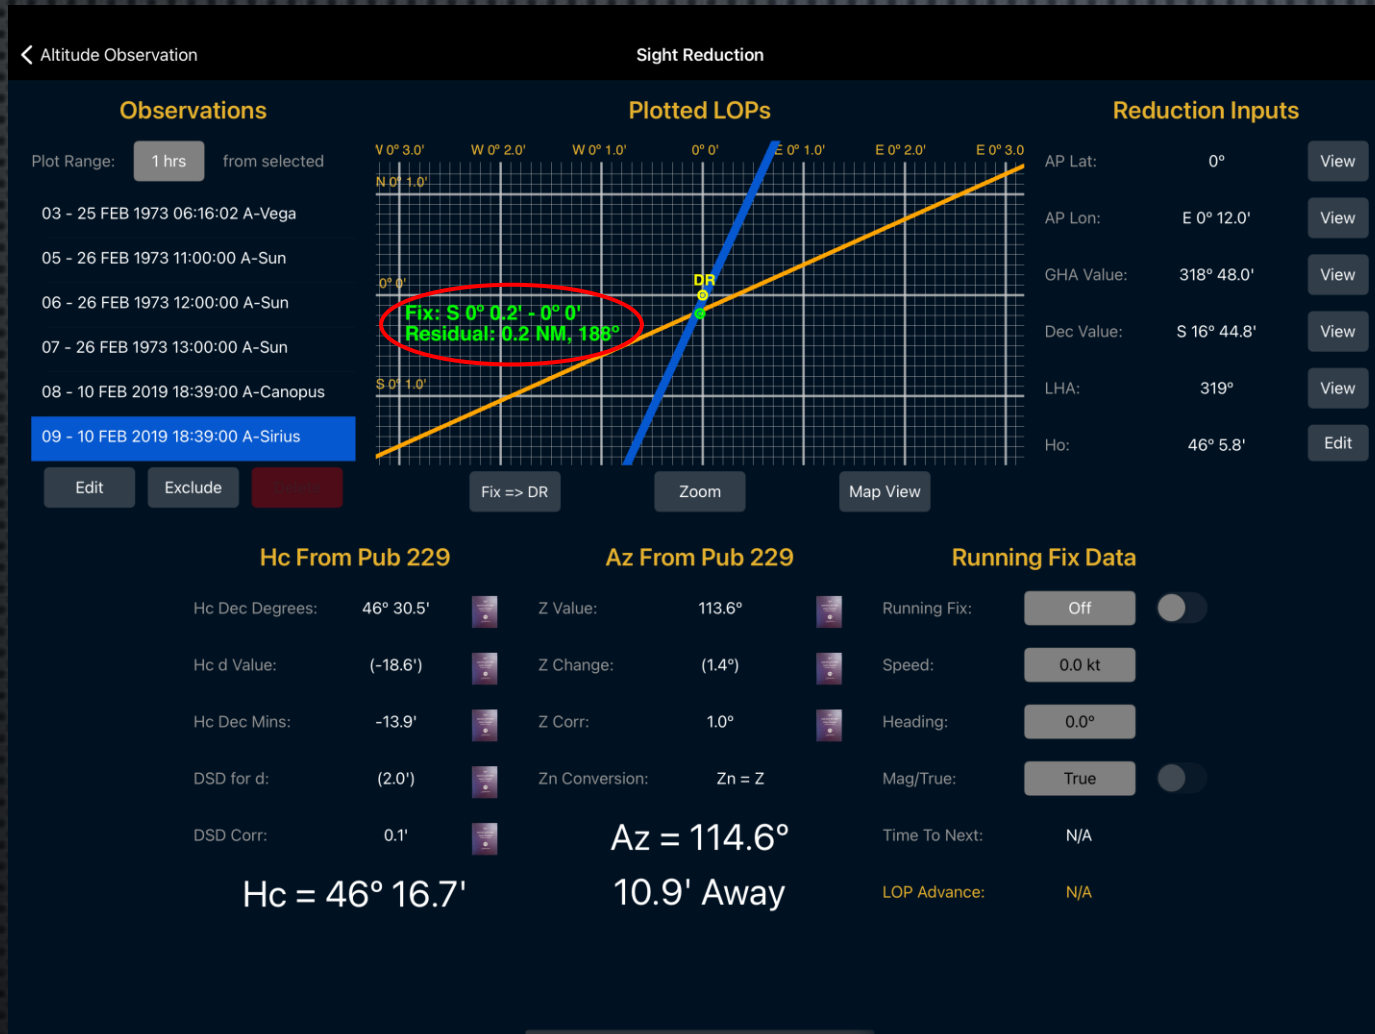 Altitude Observation
Sight Reduction
Observations
Plot Range: 1 hrs from selected
03 - 25 FEB 1973 06:16:02 A-Vega
05 - 26 FEB 1973 11:00:00 A-Sun
06 - 26 FEB 1973 12:00:00 A-Sun
07 - 26 FEB 1973 13:00:00 A-Sun
08 - 10 FEB 2019 18:39:00 A-Canopus
09 - 10 FEB 2019 18:39:00 A-Sirius
Edit Exclude
Plotted LOPs
W 0° 3.0' W 0° 2.0' W 0° 1.0' 0° 0' E 0° 1.0' E 0° 2.0' E 0° 3.0
N 0° 1.0'
DR
0° 0'
Fix: S 0° 0.2' - 0° 0'
Residual: 0.2 NM, 188°
S 0° 1.0'
Fix => DR Zoom Map View
Reduction Inputs
AP Lat: 0° View
AP Lon: E 0° 12.0' View
GHA Value: 318° 48.0' View
Dec Value: S 16° 44.8' View
LHA: 319° View
Ho: 46° 5.8' Edit
Hc From Pub 229
Hc Dec Degrees: 46° 30.5'
Hc d Value: (-18.6')
Hc Dec Mins: -13.9'
DSD for d: (2.0')
DSD Corr: 0.1'
Hc = 46° 16.7'
Az From Pub 229
Z Value: 113.6°
Z Change: (1.4°)
Z Corr: 1.0°
Zn Conversion: Zn = Z
Az = 114.6°
10.9' Away
Running Fix Data
Running Fix: Off
Speed: 0.0 kt
Heading: 0.0°
Mag/True: True
Time To Next: N/A
LOP Advance: N/A